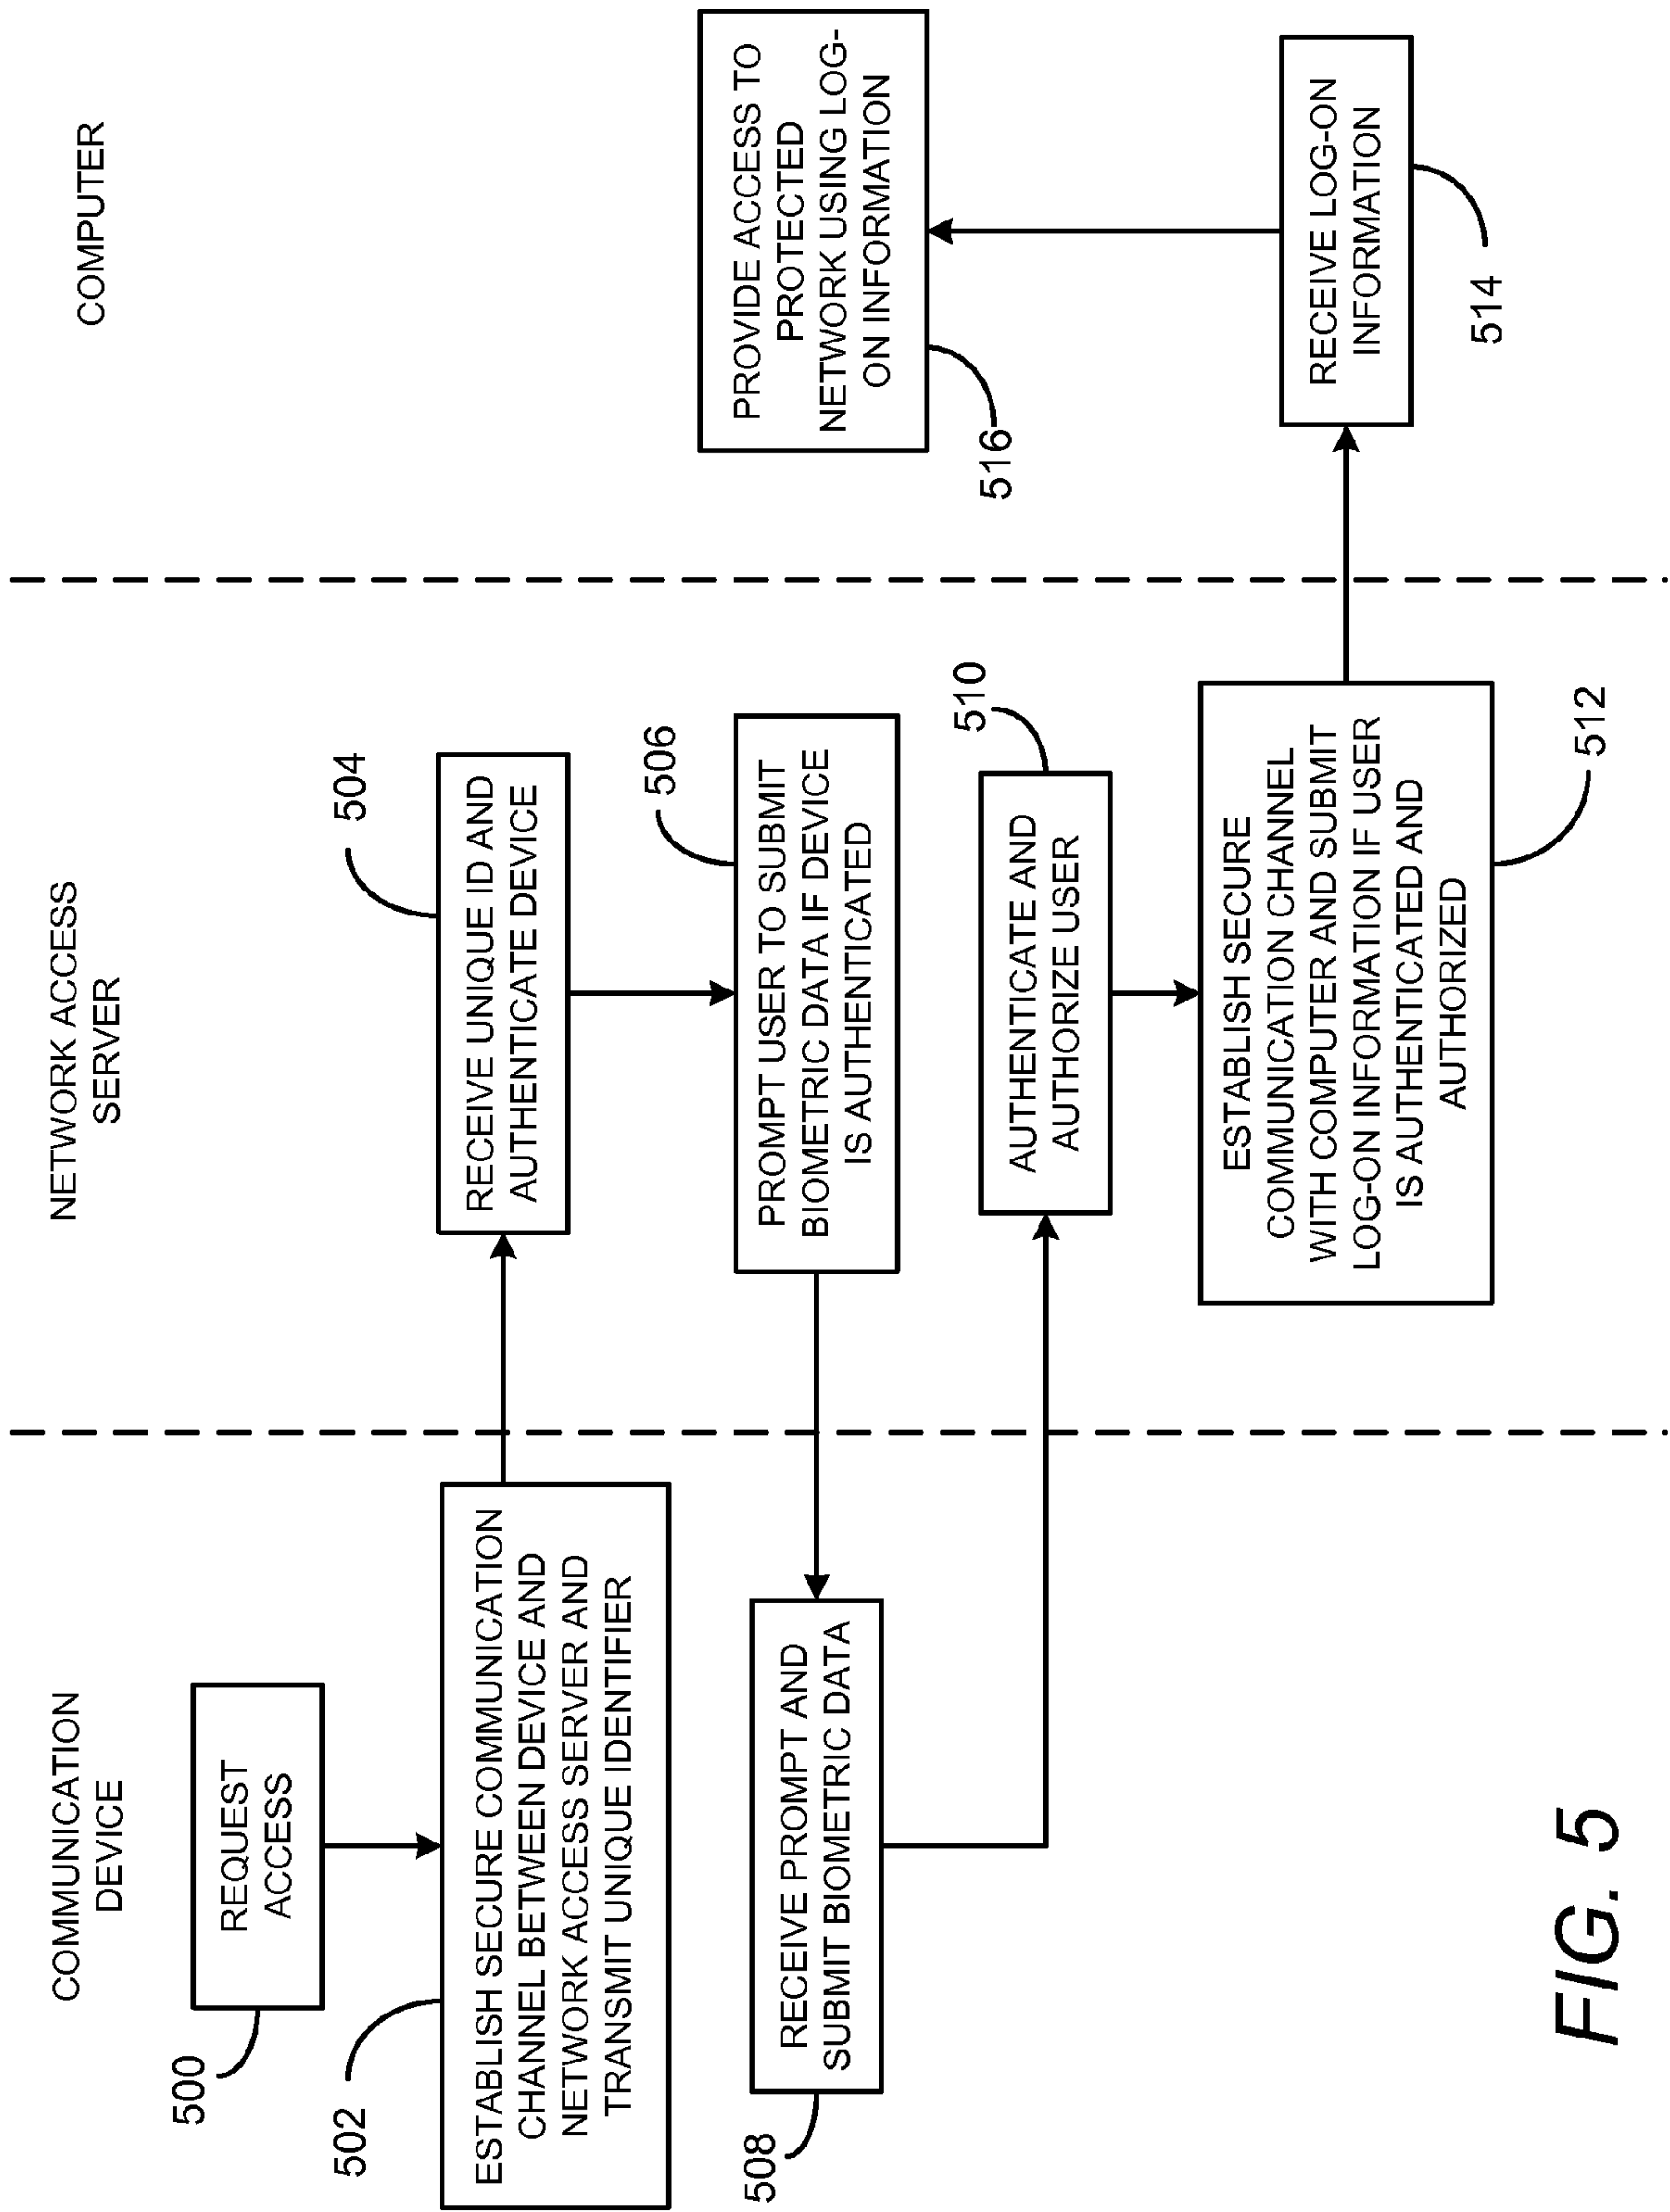 COMMUNICATION
DEVICE
NETWORK ACCESS
SERVER
COMPUTER
500
REQUEST
ACCESS
502
ESTABLISH SECURE COMMUNICATION
CHANNEL BETWEEN DEVICE AND
NETWORK ACCESS SERVER AND
TRANSMIT UNIQUE IDENTIFIER
504
RECEIVE UNIQUE ID AND
AUTHENTICATE DEVICE
506
PROMPT USER TO SUBMIT
BIOMETRIC DATA IF DEVICE
IS AUTHENTICATED
508
RECEIVE PROMPT AND
SUBMIT BIOMETRIC DATA
510
AUTHENTICATE AND
AUTHORIZE USER
ESTABLISH SECURE
COMMUNICATION CHANNEL
WITH COMPUTER AND SUBMIT
LOG-ON INFORMATION IF USER
IS AUTHENTICATED AND
AUTHORIZED
512
RECEIVE LOG-ON
INFORMATION
514
PROVIDE ACCESS TO
PROTECTED
NETWORK USING LOG-
ON INFORMATION
516
FIG. 5